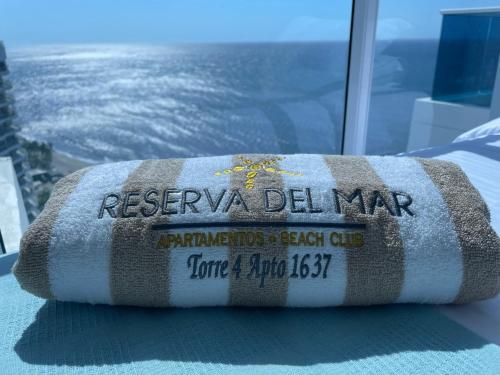 RESERVA DEL MAR
APARTAMENTOS • BEACH CLUB
Torre 4 Apto 1637